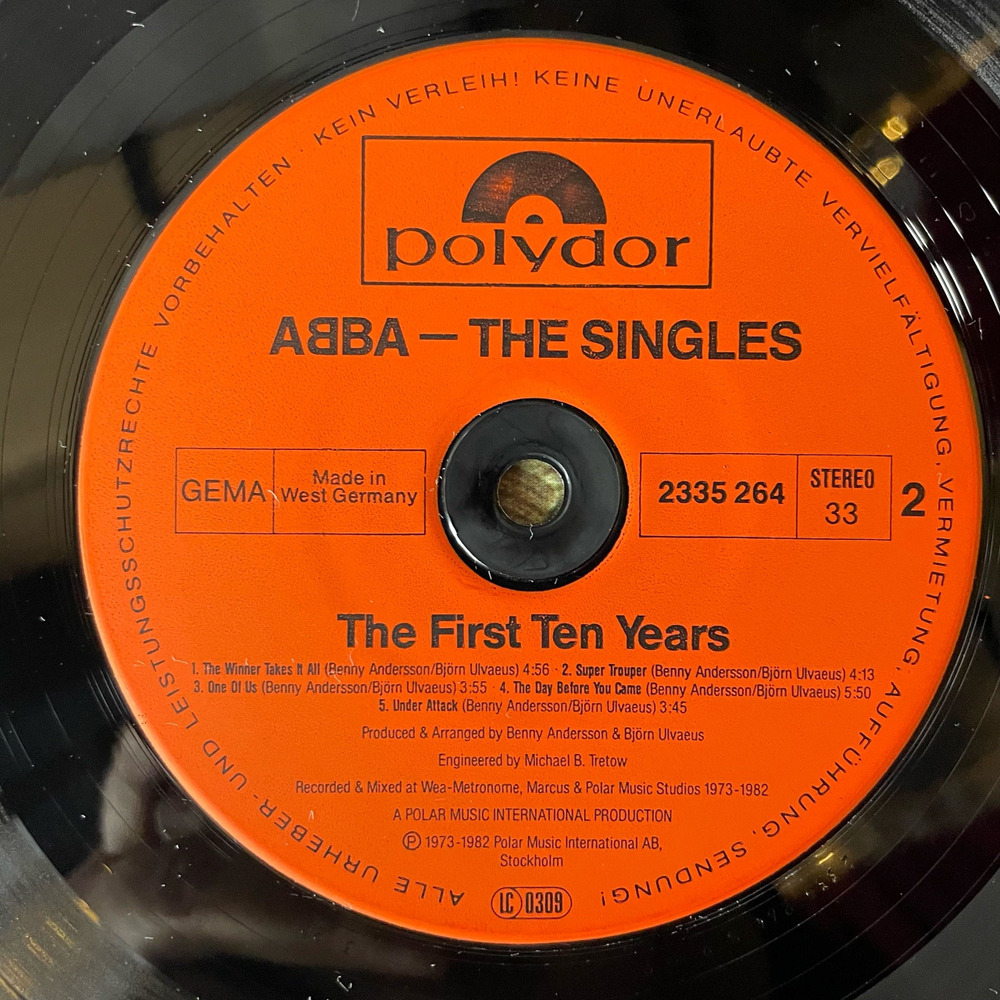 ALLE URHEBER- UND LEISTUNGSSCHUTZRECHTE VORBEHALTEN · KEIN VERLEIH! KEINE UNERLAUBTE VERVIELFÄLTIGUNG, VERMIETUNG, AUFFÜHRUNG, SENDUNG!
polydor
ABBA – THE SINGLES
GEMA
Made in
West Germany
2335 264
STEREO
33
2
The First Ten Years
1. The Winner Takes It All (Benny Andersson/Björn Ulvaeus) 4:56 · 2. Super Trouper (Benny Andersson/Björn Ulvaeus) 4:13
3. One Of Us (Benny Andersson/Björn Ulvaeus) 3:55 · 4. The Day Before You Came (Benny Andersson/Björn Ulvaeus) 5:50
5. Under Attack (Benny Andersson/Björn Ulvaeus) 3:45
Produced & Arranged by Benny Andersson & Björn Ulvaeus
Engineered by Michael B. Tretow
Recorded & Mixed at Wea-Metronome, Marcus & Polar Music Studios 1973-1982
A POLAR MUSIC INTERNATIONAL PRODUCTION
Ⓟ 1973-1982 Polar Music International AB,
Stockholm
LC 0309